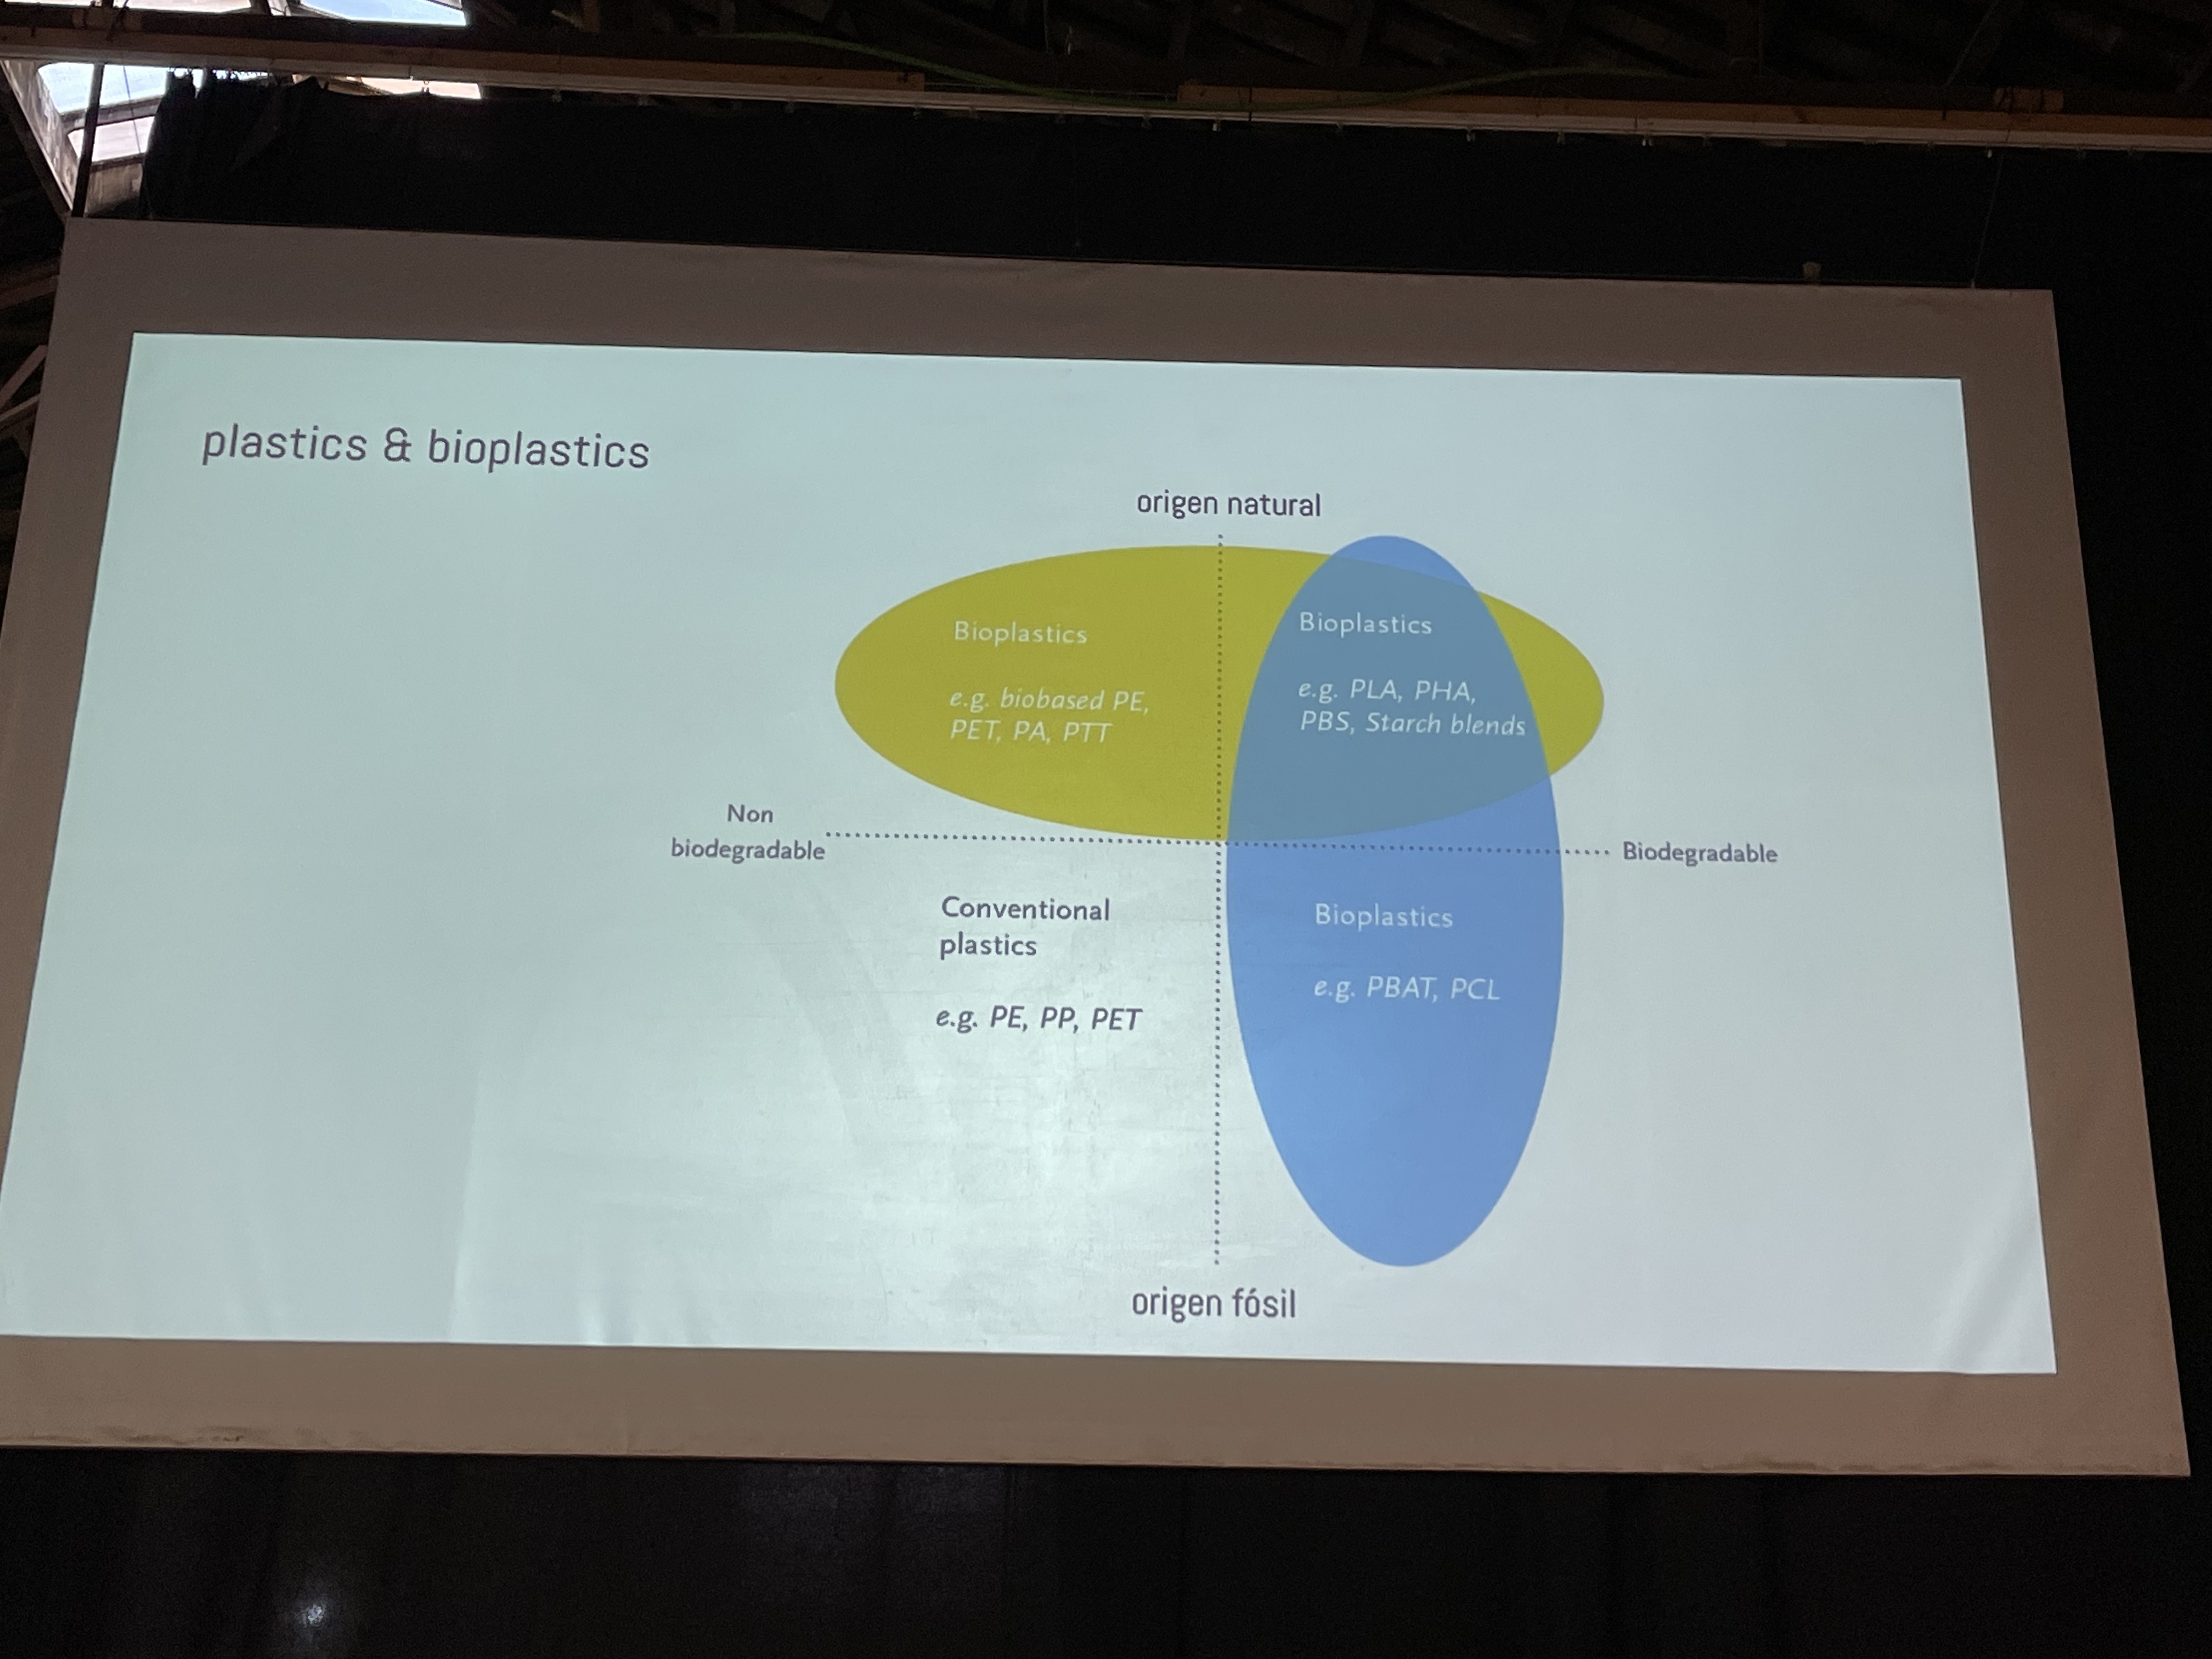 plastics & bioplastics
origen natural
Bioplastics
e.g. biobased PE,
PET, PA, PTT
Bioplastics
e.g. PLA, PHA,
PBS, Starch blends
Non
biodegradable
Biodegradable
Conventional
plastics
e.g. PE, PP, PET
Bioplastics
e.g. PBAT, PCL
origen fósil